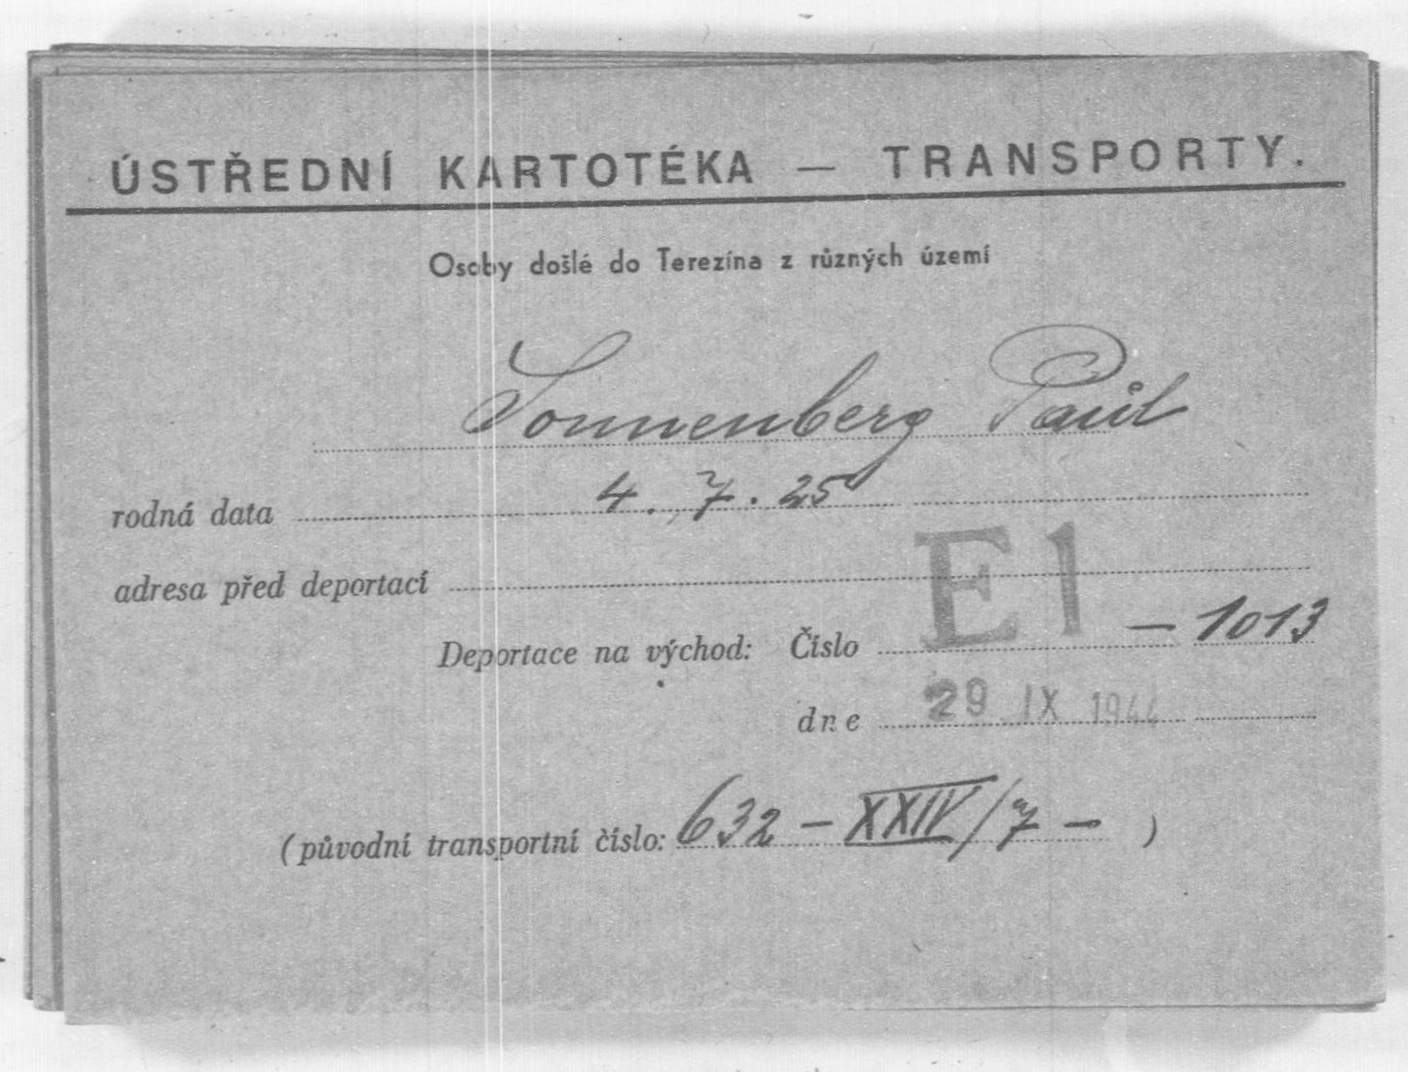 ÚSTŘEDNÍ KARTOTÉKA — TRANSPORTY.
Osoby došlé do Terezína z různých území
Sonnenberg Paul
rodná data 4. 7. 25
adresa před deportací
Deportace na východ: Číslo El — 1013
dne 29 IX 1944
(původní transportní číslo: 632 — XXIV/7 — )